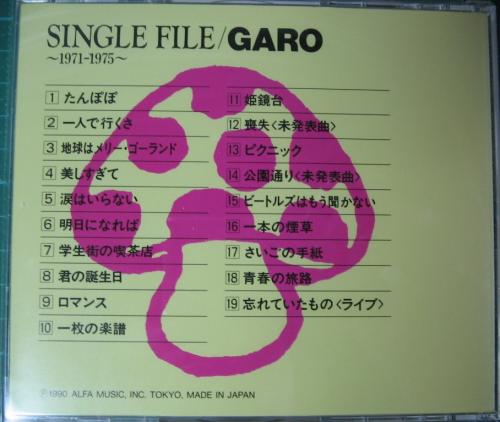 SINGLE FILE/GARO
～1971-1975～
1 たんぽぽ
2 一人で行くさ
3 地球はメリー・ゴーランド
4 美しすぎて
5 涙はいらない
6 明日になれば
7 学生街の喫茶店
8 君の誕生日
9 ロマンス
10 一枚の楽譜
11 姫鏡台
12 喪失〈未発表曲〉
13 ピクニック
14 公園通り〈未発表曲〉
15 ビートルズはもう聞かない
16 一本の煙草
17 さいごの手紙
18 青春の旅路
19 忘れていたもの〈ライブ〉
Ⓟ1990 ALFA MUSIC, INC. TOKYO, MADE IN JAPAN